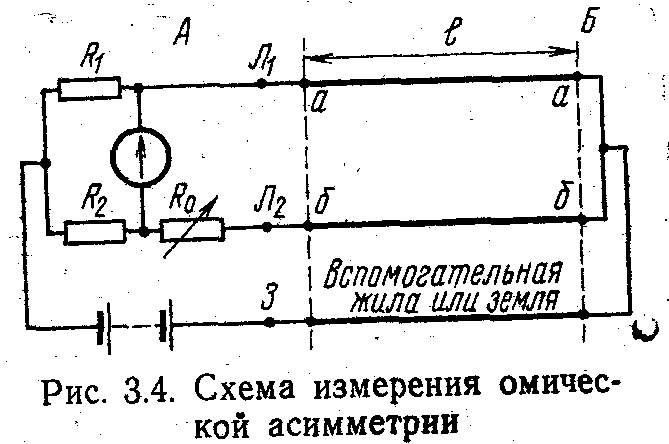 А
Б
R₁
Л₁
l
а
а
R₂
R₀
Л₂
б
б
З
Вспомогательная
жила или земля
Рис. 3.4. Схема измерения омичес-
кой асимметрии